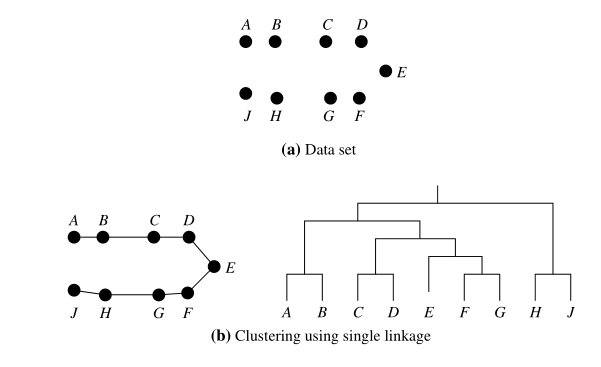 A B C D
E
J H G F
(a) Data set
A B C D
E
J H G F
A B C D E F G H J
(b) Clustering using single linkage